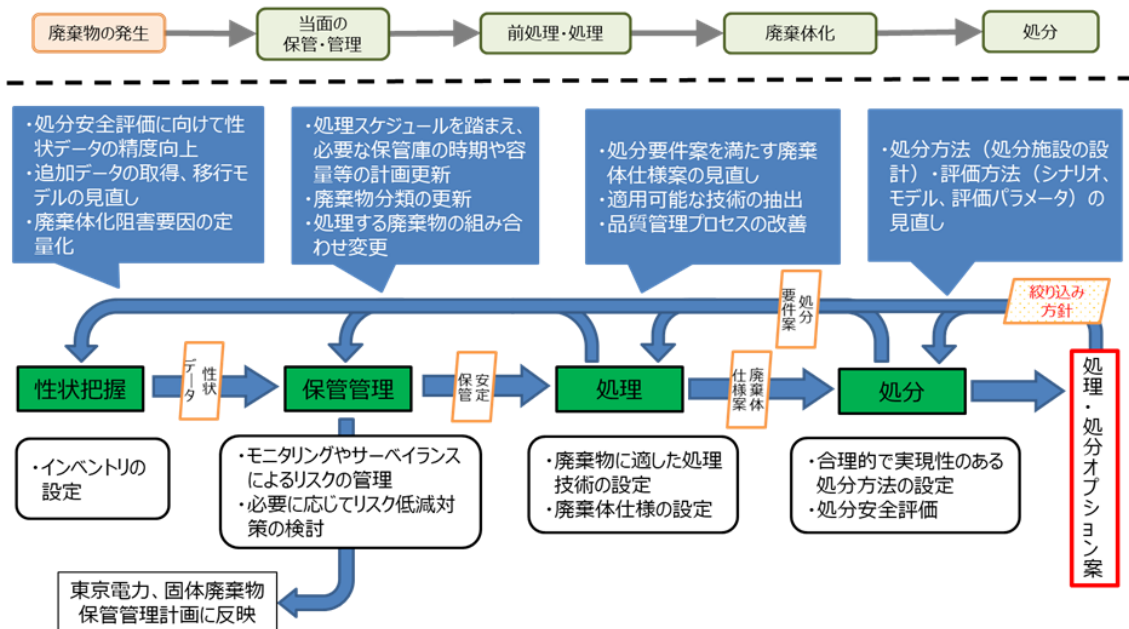 廃棄物の発生
当面の
保管・管理
前処理・処理
廃棄体化
処分
・処分安全評価に向けて性
状データの精度向上
・追加データの取得、移行モ
デルの見直し
・廃棄体化阻害要因の定
量化
・処理スケジュールを踏まえ、
必要な保管庫の時期や容
量等の計画更新
・廃棄物分類の更新
・処理する廃棄物の組み合
わせ変更
・処分要件案を満たす廃棄
体仕様案の見直し
・適用可能な技術の抽出
・品質管理プロセスの改善
・処分方法（処分施設の設
計）・評価方法（シナリオ、
モデル、評価パラメータ）の
見直し
処分
要件案
絞り込み
方針
性状把握
性状
データ
保管管理
安定
保管
処理
廃棄体
仕様案
処分
処理・処分オプション案
・インベントリの
設定
・モニタリングやサーベイランス
によるリスクの管理
・必要に応じてリスク低減対
策の検討
・廃棄物に適した処理
技術の設定
・廃棄体仕様の設定
・合理的で実現性のある
処分方法の設定
・処分安全評価
東京電力、固体廃棄物
保管管理計画に反映